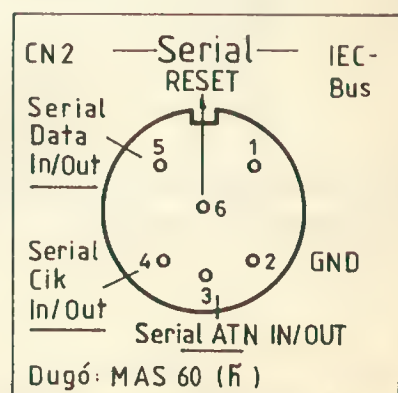 CN2 —Serial— IEC-
RESET Bus
Serial
Data
In/Out
5 1
6
Serial
Cik
In/Out
4 2 GND
3
Serial ATN IN/OUT
Dugó: MAS 60 (ħ)